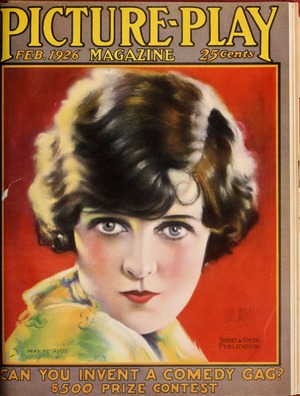 PICTURE-PLAY
FEB. 1926 MAGAZINE 25 Cents
MAY McAVOY
STREET & SMITH
PUBLICATION
CAN YOU INVENT A COMEDY GAG?
$500 PRIZE CONTEST